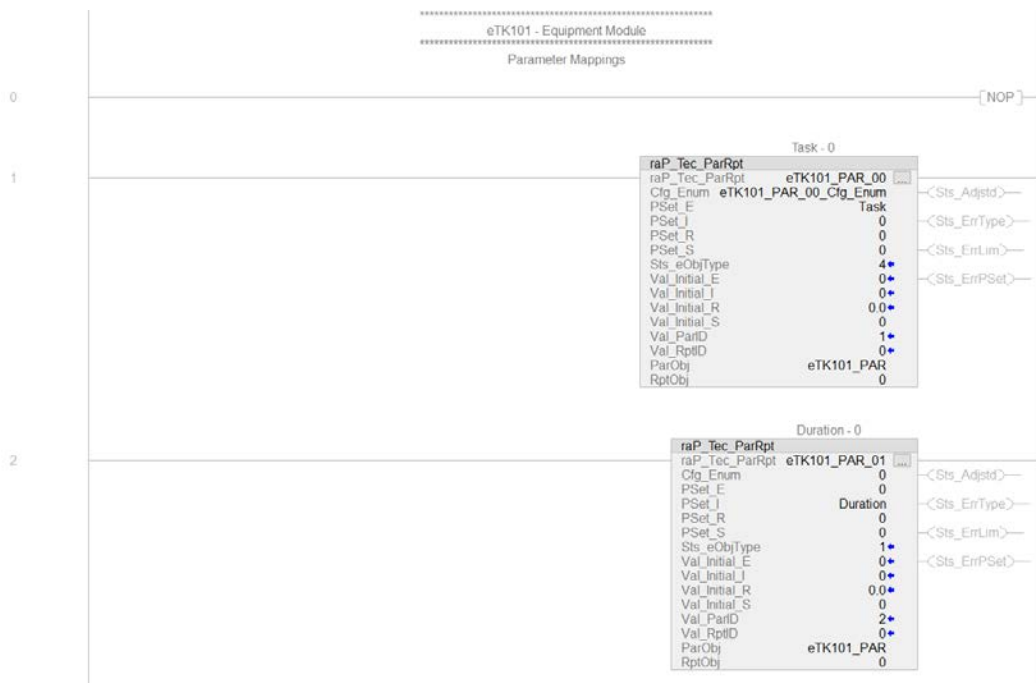 ************************************************************
eTK101 - Equipment Module
************************************************************
Parameter Mappings
0
NOP
Task - 0
1
raP_Tec_ParRpt
raP_Tec_ParRpt eTK101_PAR_00 ...
Cfg_Enum eTK101_PAR_00_Cfg_Enum Sts_Adjstd
PSet_E Task
PSet_I 0 Sts_ErrType
PSet_R 0
PSet_S 0 Sts_ErrLim
Sts_eObjType 4
Val_Initial_E 0 Sts_ErrPSet
Val_Initial_I 0
Val_Initial_R 0.0
Val_Initial_S 0
Val_ParID 1
Val_RptID 0
ParObj eTK101_PAR
RptObj 0
Duration - 0
2
raP_Tec_ParRpt
raP_Tec_ParRpt eTK101_PAR_01 ...
Cfg_Enum 0 Sts_Adjstd
PSet_E 0
PSet_I Duration Sts_ErrType
PSet_R 0
PSet_S 0 Sts_ErrLim
Sts_eObjType 1
Val_Initial_E 0 Sts_ErrPSet
Val_Initial_I 0
Val_Initial_R 0.0
Val_Initial_S 0
Val_ParID 2
Val_RptID 0
ParObj eTK101_PAR
RptObj 0